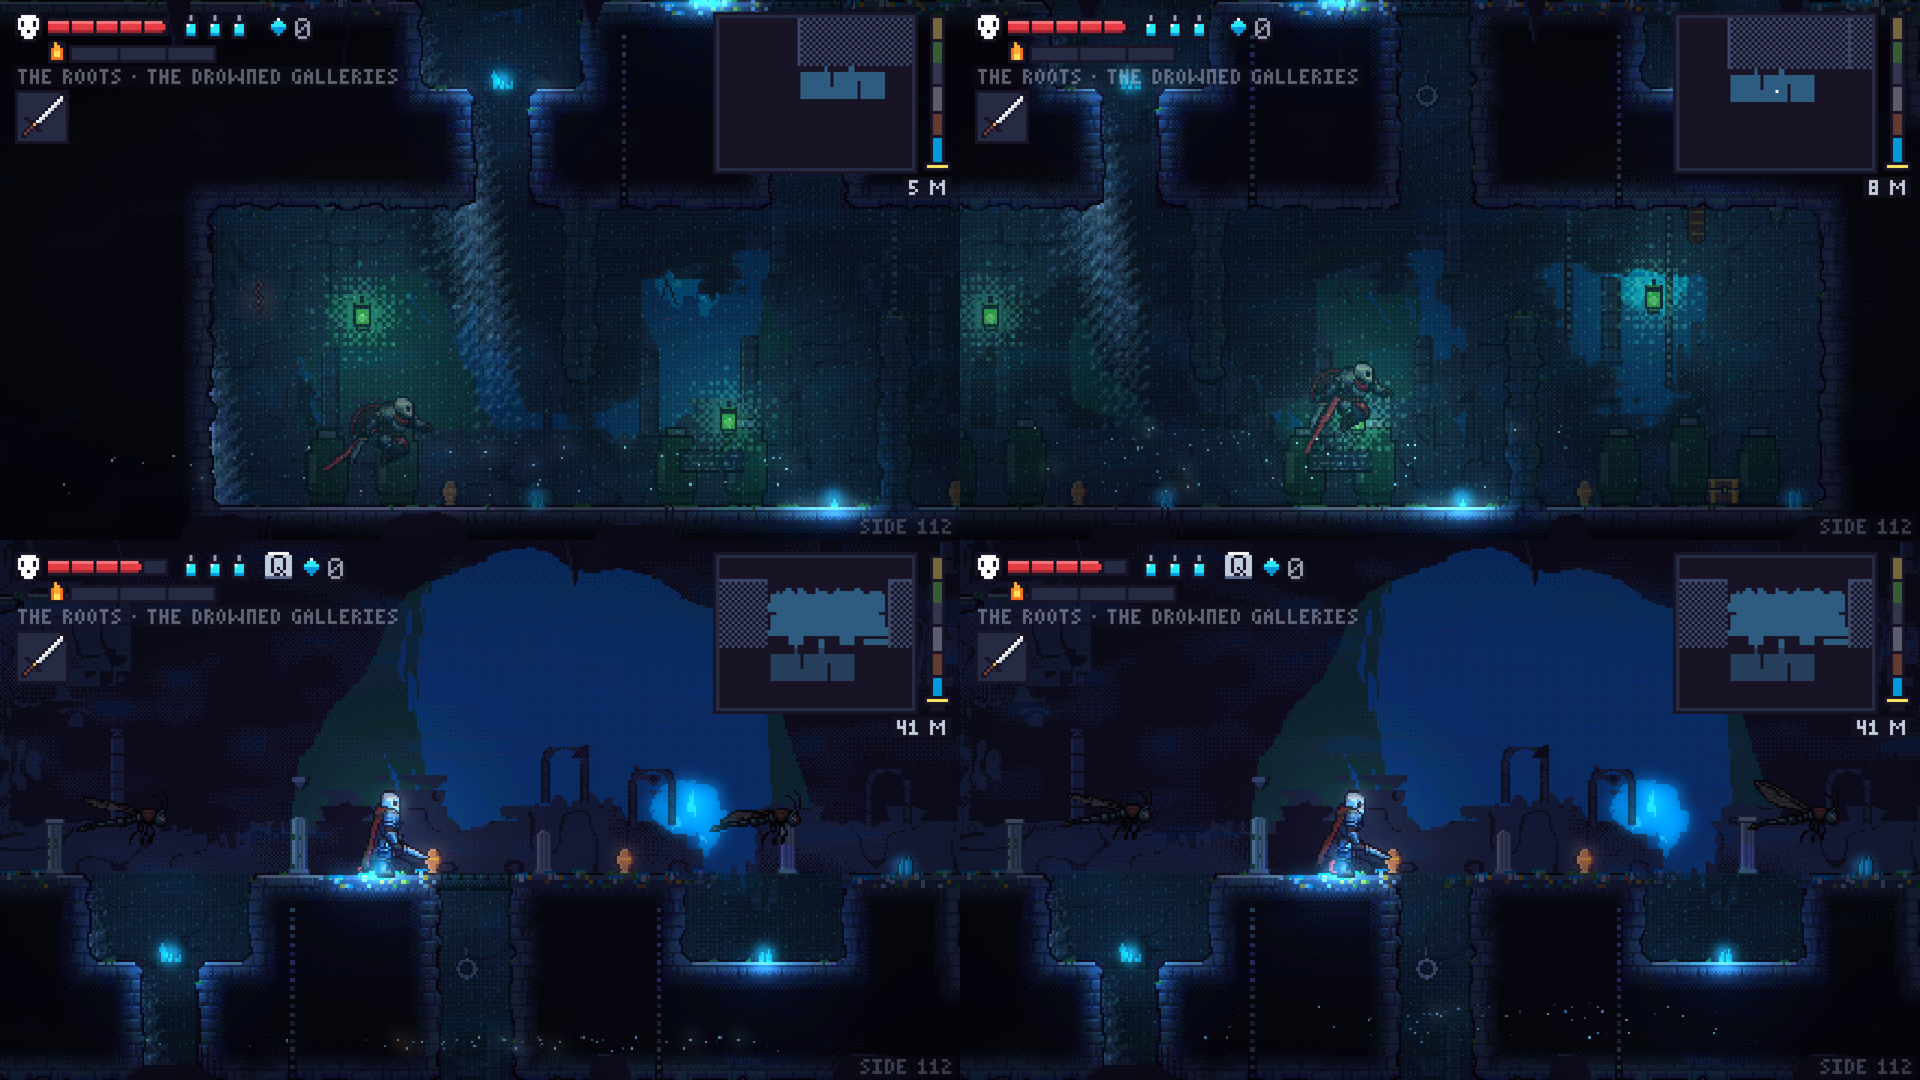 0
THE ROOTS · THE DROWNED GALLERIES
5 M
SIDE 112
0
THE ROOTS · THE DROWNED GALLERIES
8 M
SIDE 112
Q 0
THE ROOTS · THE DROWNED GALLERIES
41 M
SIDE 112
Q 0
THE ROOTS · THE DROWNED GALLERIES
41 M
SIDE 112